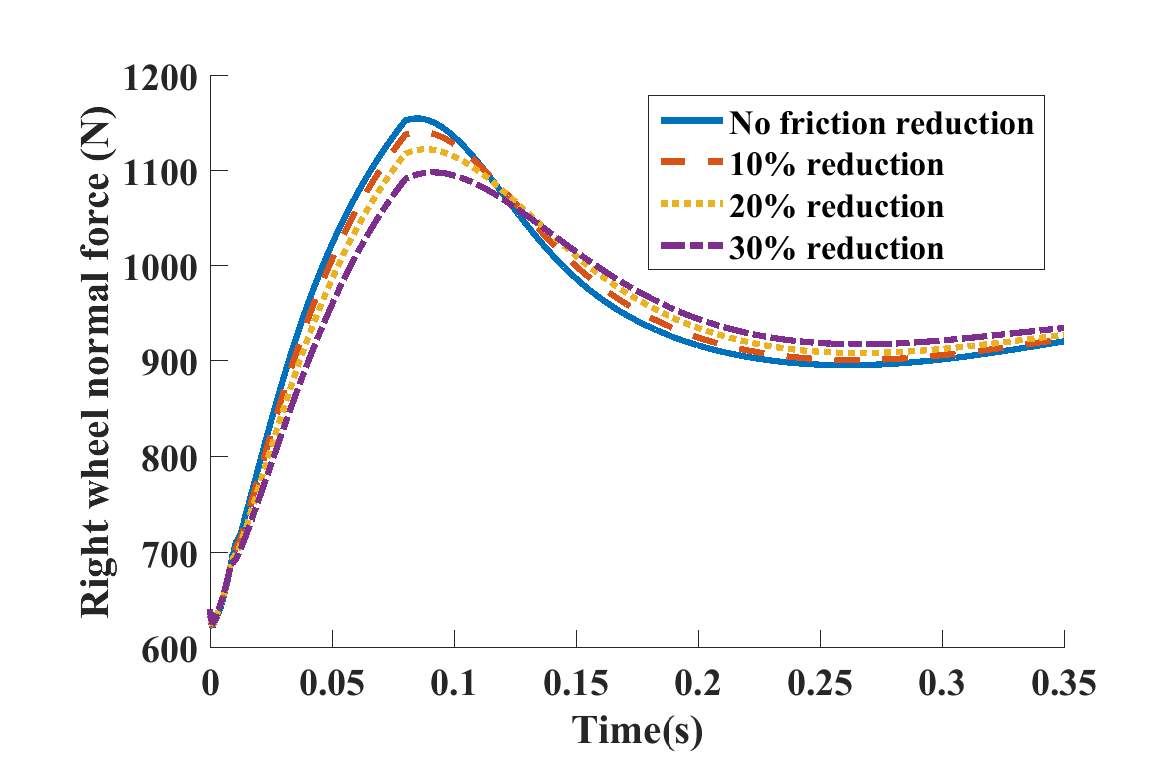 Right wheel normal force (N)
1200
1100
1000
900
800
700
600
No friction reduction
10% reduction
20% reduction
30% reduction
0
0.05
0.1
0.15
0.2
0.25
0.3
0.35
Time(s)